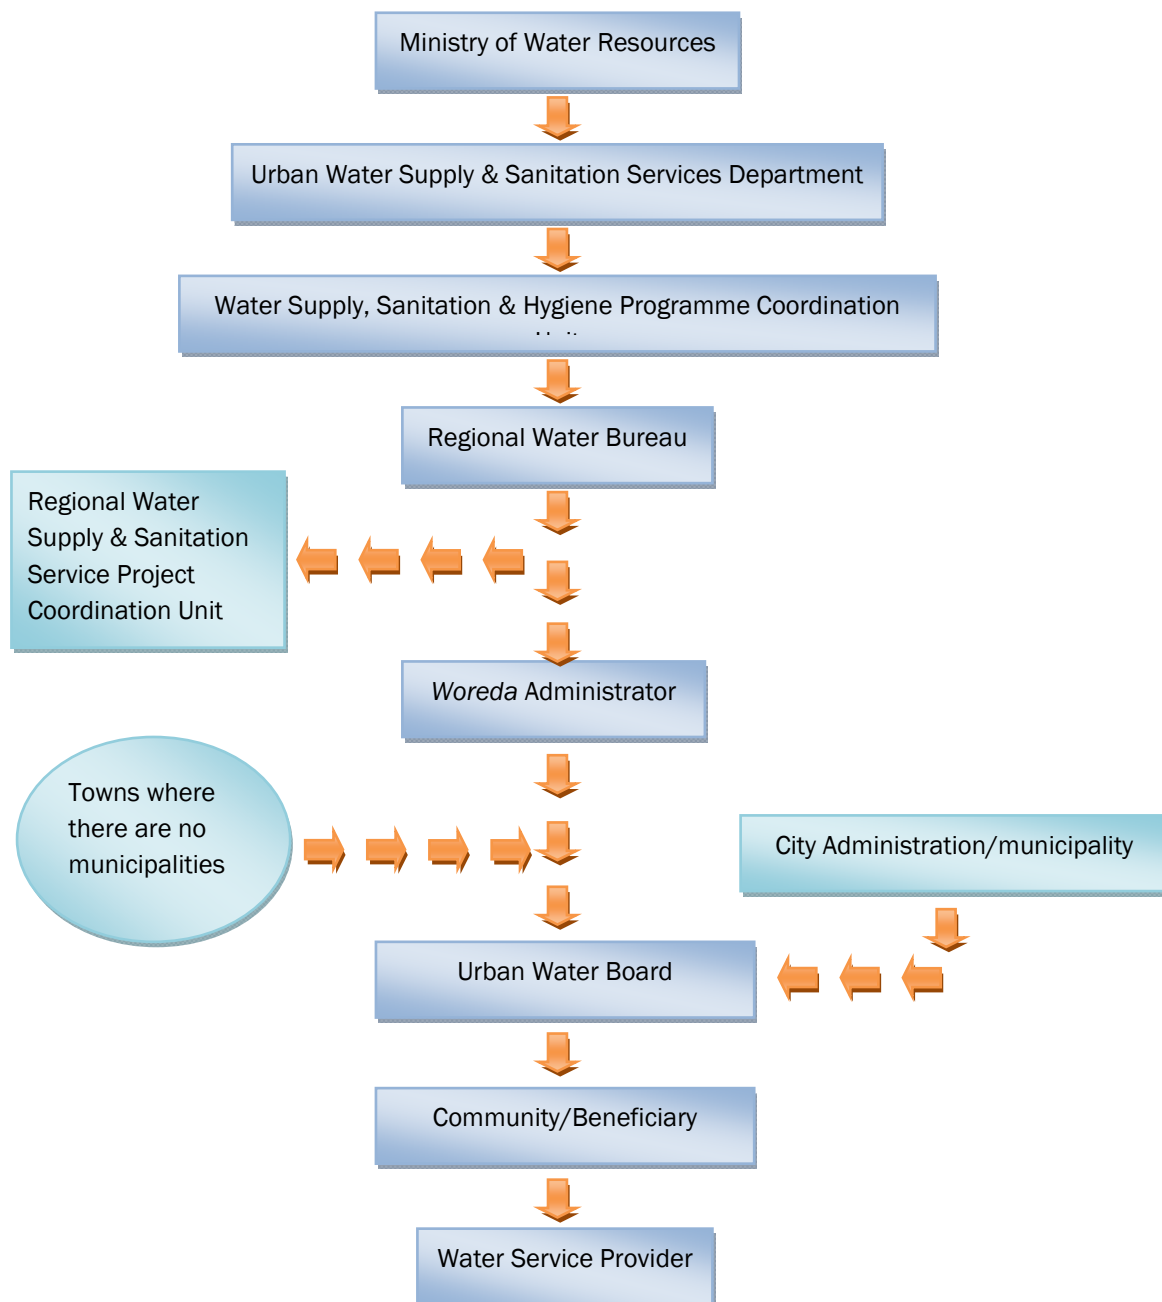 Ministry of Water Resources
Urban Water Supply & Sanitation Services Department
Water Supply, Sanitation & Hygiene Programme Coordination
Regional Water Bureau
Regional Water
Supply & Sanitation
Service Project
Coordination Unit
Woreda Administrator
Towns where
there are no
municipalities
City Administration/municipality
Urban Water Board
Community/Beneficiary
Water Service Provider